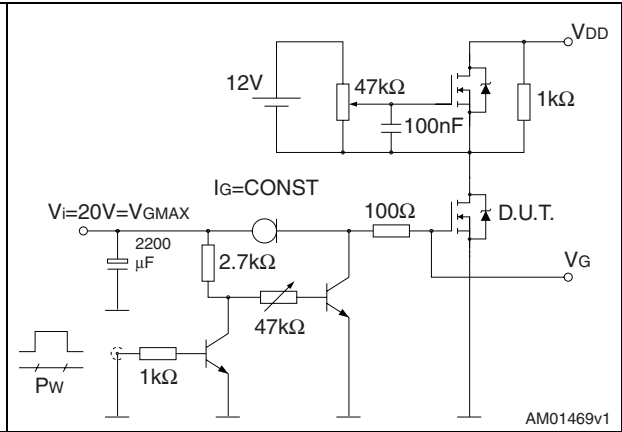 VDD
12V
47kΩ
1kΩ
100nF
IG=CONST
Vi=20V=VGMAX
100Ω
D.U.T.
2200
μF
2.7kΩ
VG
47kΩ
1kΩ
PW
AM01469v1